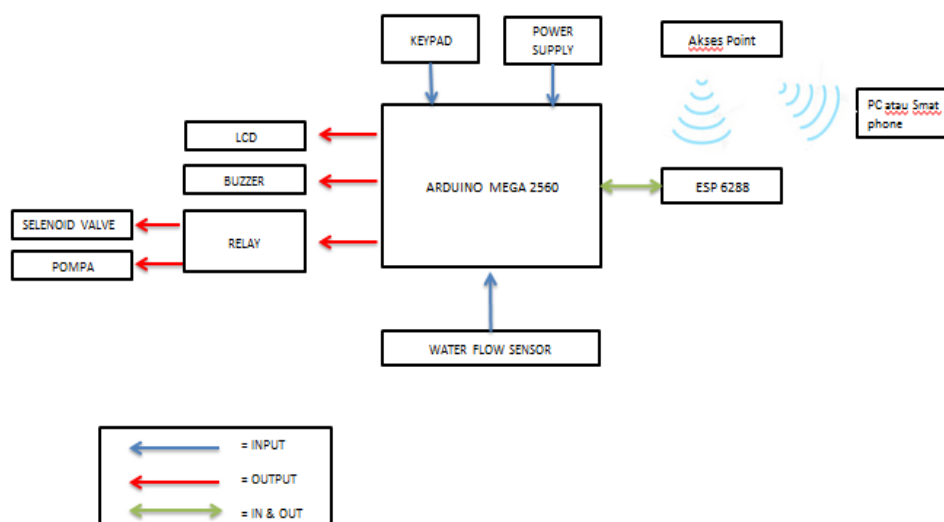 KEYPAD
POWER
SUPPLY
Akses Point
PC atau Smat
phone
LCD
BUZZER
ARDUINO MEGA 2560
ESP 6288
SELENOID VALVE
RELAY
POMPA
WATER FLOW SENSOR
= INPUT
= OUTPUT
= IN & OUT